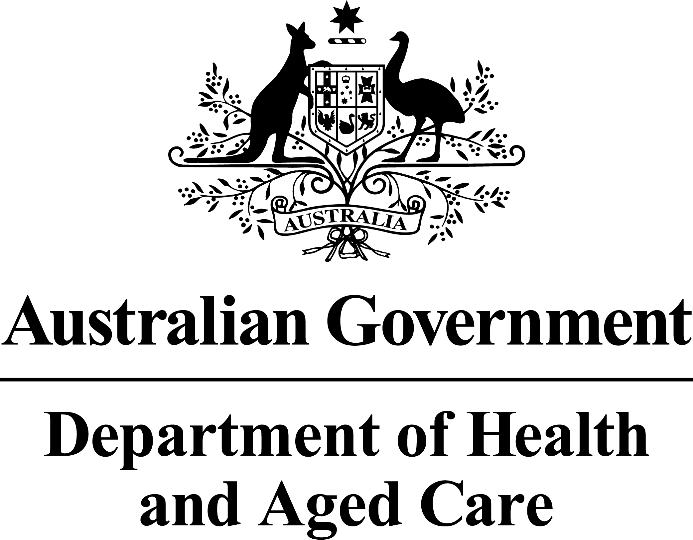 AUSTRALIA
Australian Government
Department of Health
and Aged Care